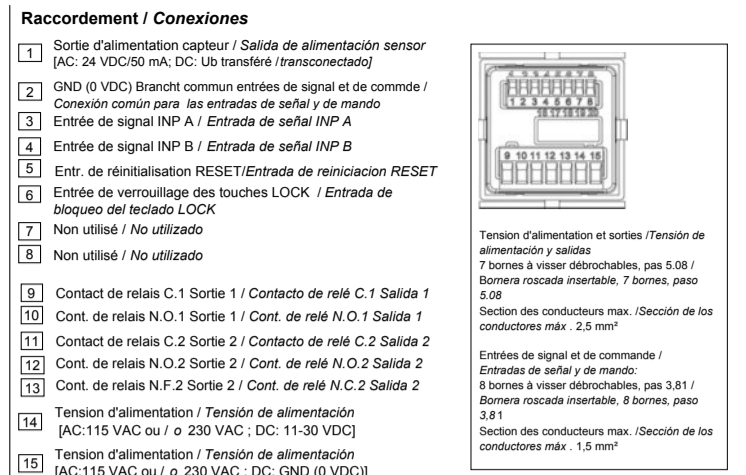 Raccordement / Conexiones
1 Sortie d'alimentation capteur / Salida de alimentación sensor
[AC: 24 VDC/50 mA; DC: Ub transféré /transconectado]
2 GND (0 VDC) Brancht commun entrées de signal et de commde /
Conexión común para las entradas de señal y de mando
3 Entrée de signal INP A / Entrada de señal INP A
4 Entrée de signal INP B / Entrada de señal INP B
5 Entr. de réinitialisation RESET/Entrada de reiniciacion RESET
6 Entrée de verrouillage des touches LOCK / Entrada de
bloqueo del teclado LOCK
7 Non utilisé / No utilizado
8 Non utilisé / No utilizado
9 Contact de relais C.1 Sortie 1 / Contacto de relé C.1 Salida 1
10 Cont. de relais N.O.1 Sortie 1 / Cont. de relé N.O.1 Salida 1
11 Contact de relais C.2 Sortie 2 / Contacto de relé C.2 Salida 2
12 Cont. de relais N.O.2 Sortie 2 / Cont. de relé N.O.2 Salida 2
13 Cont. de relais N.F.2 Sortie 2 / Cont. de relé N.C.2 Salida 2
14 Tension d'alimentation / Tensión de alimentación
[AC:115 VAC ou / o 230 VAC ; DC: 11-30 VDC]
15 Tension d'alimentation / Tensión de alimentación
[AC:115 VAC ou / o 230 VAC ; DC: GND (0 VDC)]
1 2 3 4 5 6 7 8
16 17 18 19 20
9 10 11 12 13 14 15
Tension d'alimentation et sorties /Tensión de
alimentación y salidas
7 bornes à visser débrochables, pas 5.08 /
Bornera roscada insertable, 7 bornes, paso
5.08
Section des conducteurs max. /Sección de los
conductores máx . 2,5 mm²
Entrées de signal et de commande /
Entradas de señal y de mando:
8 bornes à visser débrochables, pas 3,81 /
Bornera roscada insertable, 8 bornes, paso
3,81
Section des conducteurs max. /Sección de los
conductores máx . 1,5 mm²